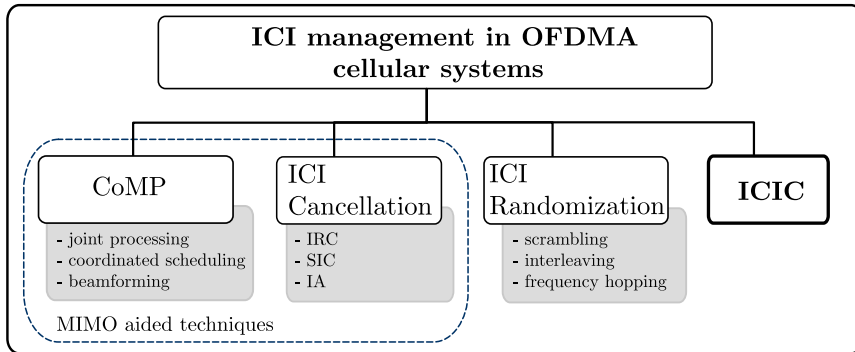 ICI management in OFDMA
cellular systems
CoMP
- joint processing
- coordinated scheduling
- beamforming
ICI
Cancellation
- IRC
- SIC
- IA
MIMO aided techniques
ICI
Randomization
- scrambling
- interleaving
- frequency hopping
ICIC